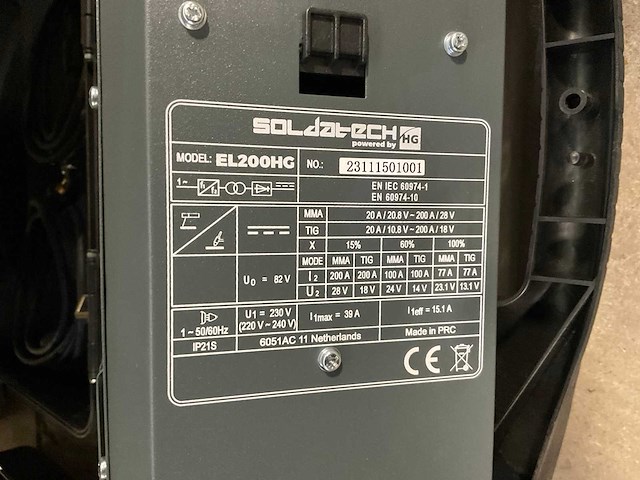 SOLDATECH
powered by HG
MODEL: EL200HG NO.: 23111501001
1~ EN IEC 60974-1
EN 60974-10
MMA 20 A / 20.8 V ~ 200 A / 28 V
TIG 20 A / 10.8 V ~ 200 A / 18 V
X 15% 60% 100%
MODE MMA TIG MMA TIG MMA TIG
U0 = 82 V I2 200 A 200 A 100 A 100 A 77 A 77 A
U2 28 V 18 V 24 V 14 V 23.1 V 13.1 V
1~50/60Hz U1 = 230 V (220 V ~ 240 V) I1max = 39 A I1eff = 15.1 A
IP21S 6051AC 11 Netherlands Made in PRC
CE